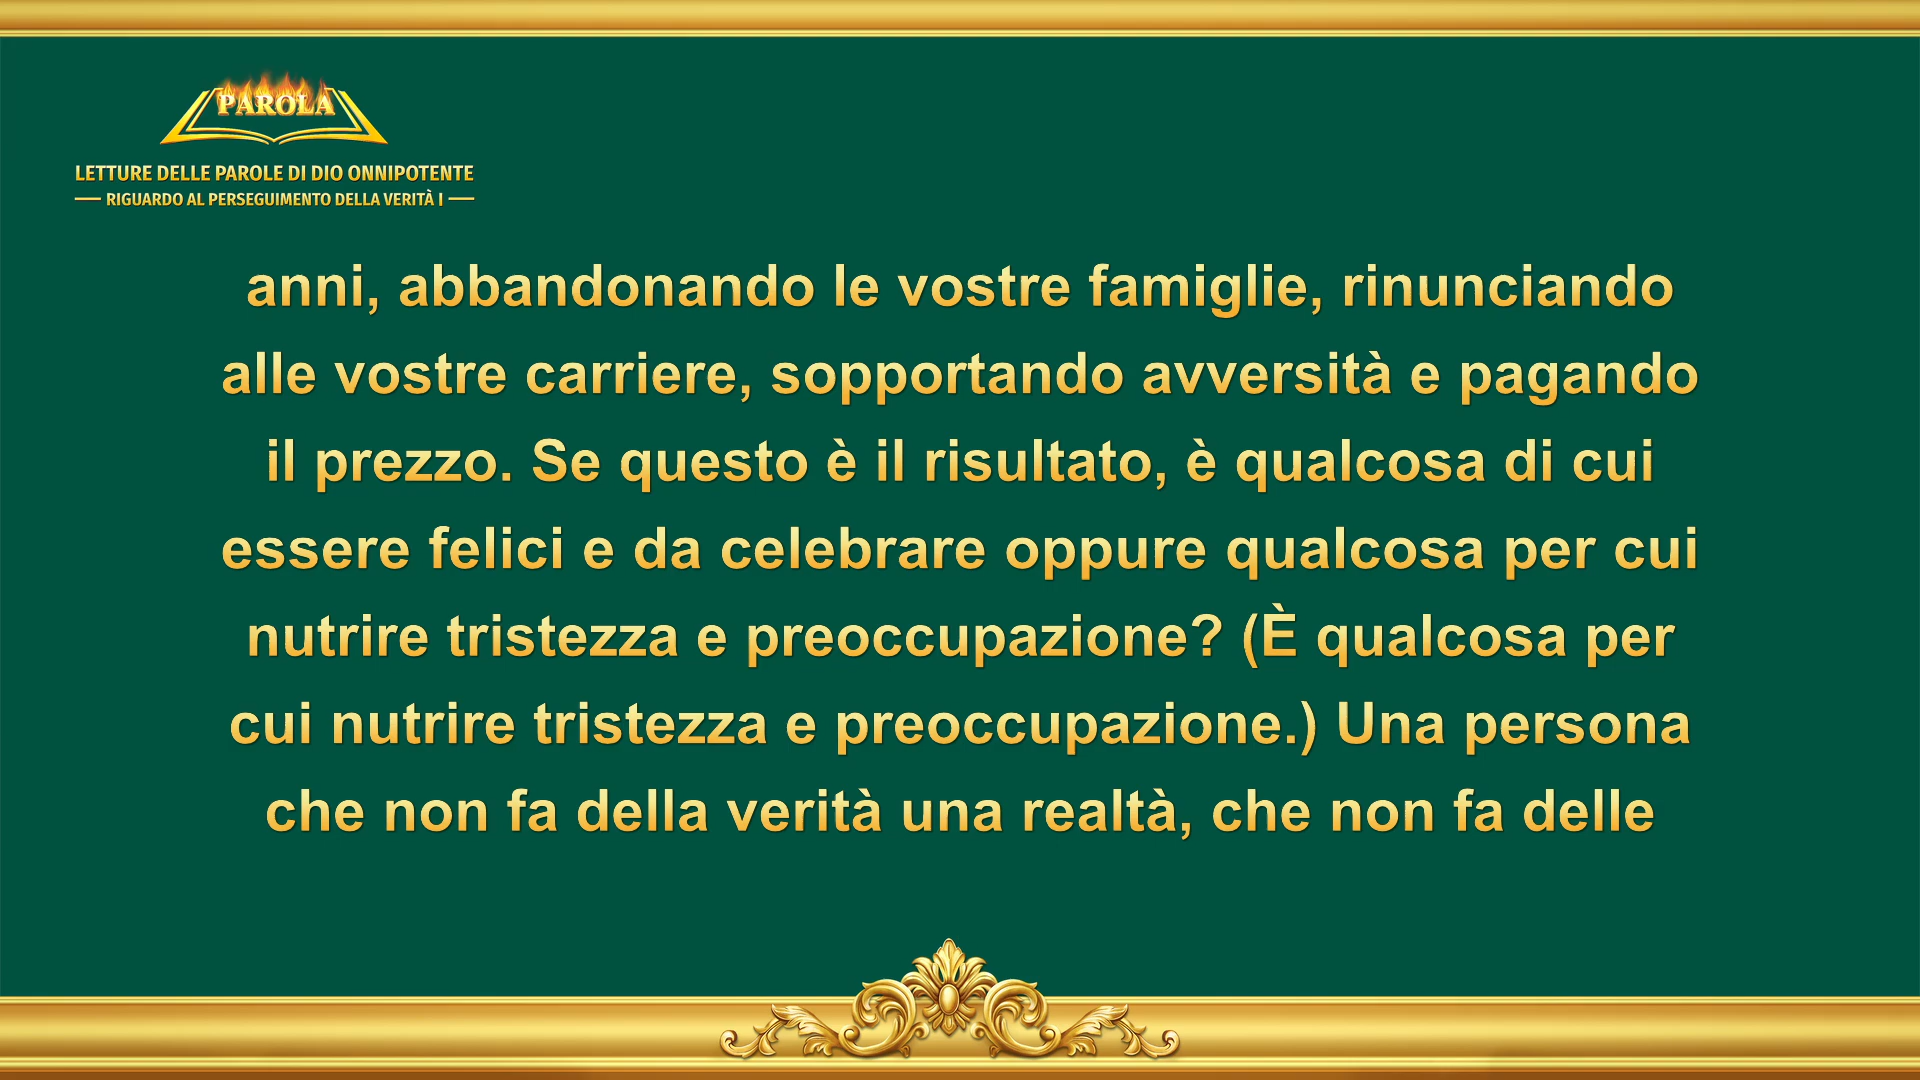 PAROLA
LETTURE DELLE PAROLE DI DIO ONNIPOTENTE
RIGUARDO AL PERSEGUIMENTO DELLA VERITÀ I
anni, abbandonando le vostre famiglie, rinunciando
alle vostre carriere, sopportando avversità e pagando
il prezzo. Se questo è il risultato, è qualcosa di cui
essere felici e da celebrare oppure qualcosa per cui
nutrire tristezza e preoccupazione? (È qualcosa per
cui nutrire tristezza e preoccupazione.) Una persona
che non fa della verità una realtà, che non fa delle